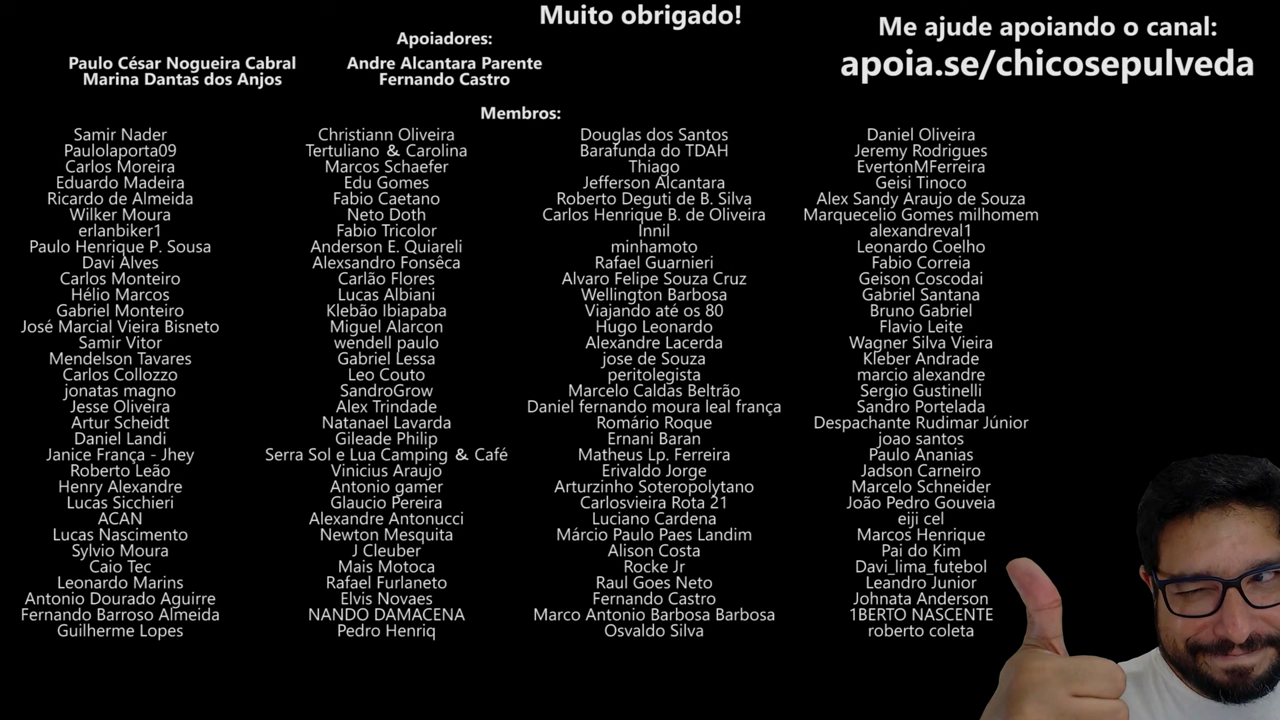 Muito obrigado!
Me ajude apoiando o canal:
apoia.se/chicosepulveda
Apoiadores:
Paulo César Nogueira Cabral
Marina Dantas dos Anjos
Andre Alcantara Parente
Fernando Castro
Membros:
Samir Nader
Paulolaporta09
Carlos Moreira
Eduardo Madeira
Ricardo de Almeida
Wilker Moura
erlanbiker1
Paulo Henrique P. Sousa
Davi Alves
Carlos Monteiro
Hélio Marcos
Gabriel Monteiro
José Marcial Vieira Bisneto
Samir Vitor
Mendelson Tavares
Carlos Collozzo
jonatas magno
Jesse Oliveira
Artur Scheidt
Daniel Landi
Janice França - Jhey
Roberto Leão
Henry Alexandre
Lucas Sicchieri
ACAN
Lucas Nascimento
Sylvio Moura
Caio Tec
Leonardo Marins
Antonio Dourado Aguirre
Fernando Barroso Almeida
Guilherme Lopes
Christiann Oliveira
Tertuliano & Carolina
Marcos Schaefer
Edu Gomes
Fabio Caetano
Neto Doth
Fabio Tricolor
Anderson E. Quiareli
Alexsandro Fonsêca
Carlão Flores
Lucas Albiani
Klebão Ibiapaba
Miguel Alarcon
wendell paulo
Gabriel Lessa
Leo Couto
SandroGrow
Alex Trindade
Natanael Lavarda
Gileade Philip
Serra Sol e Lua Camping & Café
Vinicius Araujo
Antonio gamer
Glaucio Pereira
Alexandre Antonucci
Newton Mesquita
J Cleuber
Mais Motoca
Rafael Furlaneto
Elvis Novaes
NANDO DAMACENA
Pedro Henriq
Douglas dos Santos
Barafunda do TDAH
Thiago
Jefferson Alcantara
Roberto Deguti de B. Silva
Carlos Henrique B. de Oliveira
Innil
minhamoto
Rafael Guarnieri
Alvaro Felipe Souza Cruz
Wellington Barbosa
Viajando até os 80
Hugo Leonardo
Alexandre Lacerda
jose de Souza
peritolegista
Marcelo Caldas Beltrão
Daniel fernando moura leal frança
Romário Roque
Ernani Baran
Matheus Lp. Ferreira
Erivaldo Jorge
Arturzinho Soteropolytano
Carlosvieira Rota 21
Luciano Cardena
Márcio Paulo Paes Landim
Alison Costa
Rocke Jr
Raul Goes Neto
Fernando Castro
Marco Antonio Barbosa Barbosa
Osvaldo Silva
Daniel Oliveira
Jeremy Rodrigues
EvertonMFerreira
Geisi Tinoco
Alex Sandy Araujo de Souza
Marquecelio Gomes milhomem
alexandreval1
Leonardo Coelho
Fabio Correia
Geison Coscodai
Gabriel Santana
Bruno Gabriel
Flavio Leite
Wagner Silva Vieira
Kleber Andrade
marcio alexandre
Sergio Gustinelli
Sandro Portelada
Despachante Rudimar Júnior
joao santos
Paulo Ananias
Jadson Carneiro
Marcelo Schneider
João Pedro Gouveia
eiji cel
Marcos Henrique
Pai do Kim
Davi_lima_futebol
Leandro Junior
Johnata Anderson
1BERTO NASCENTE
roberto coleta